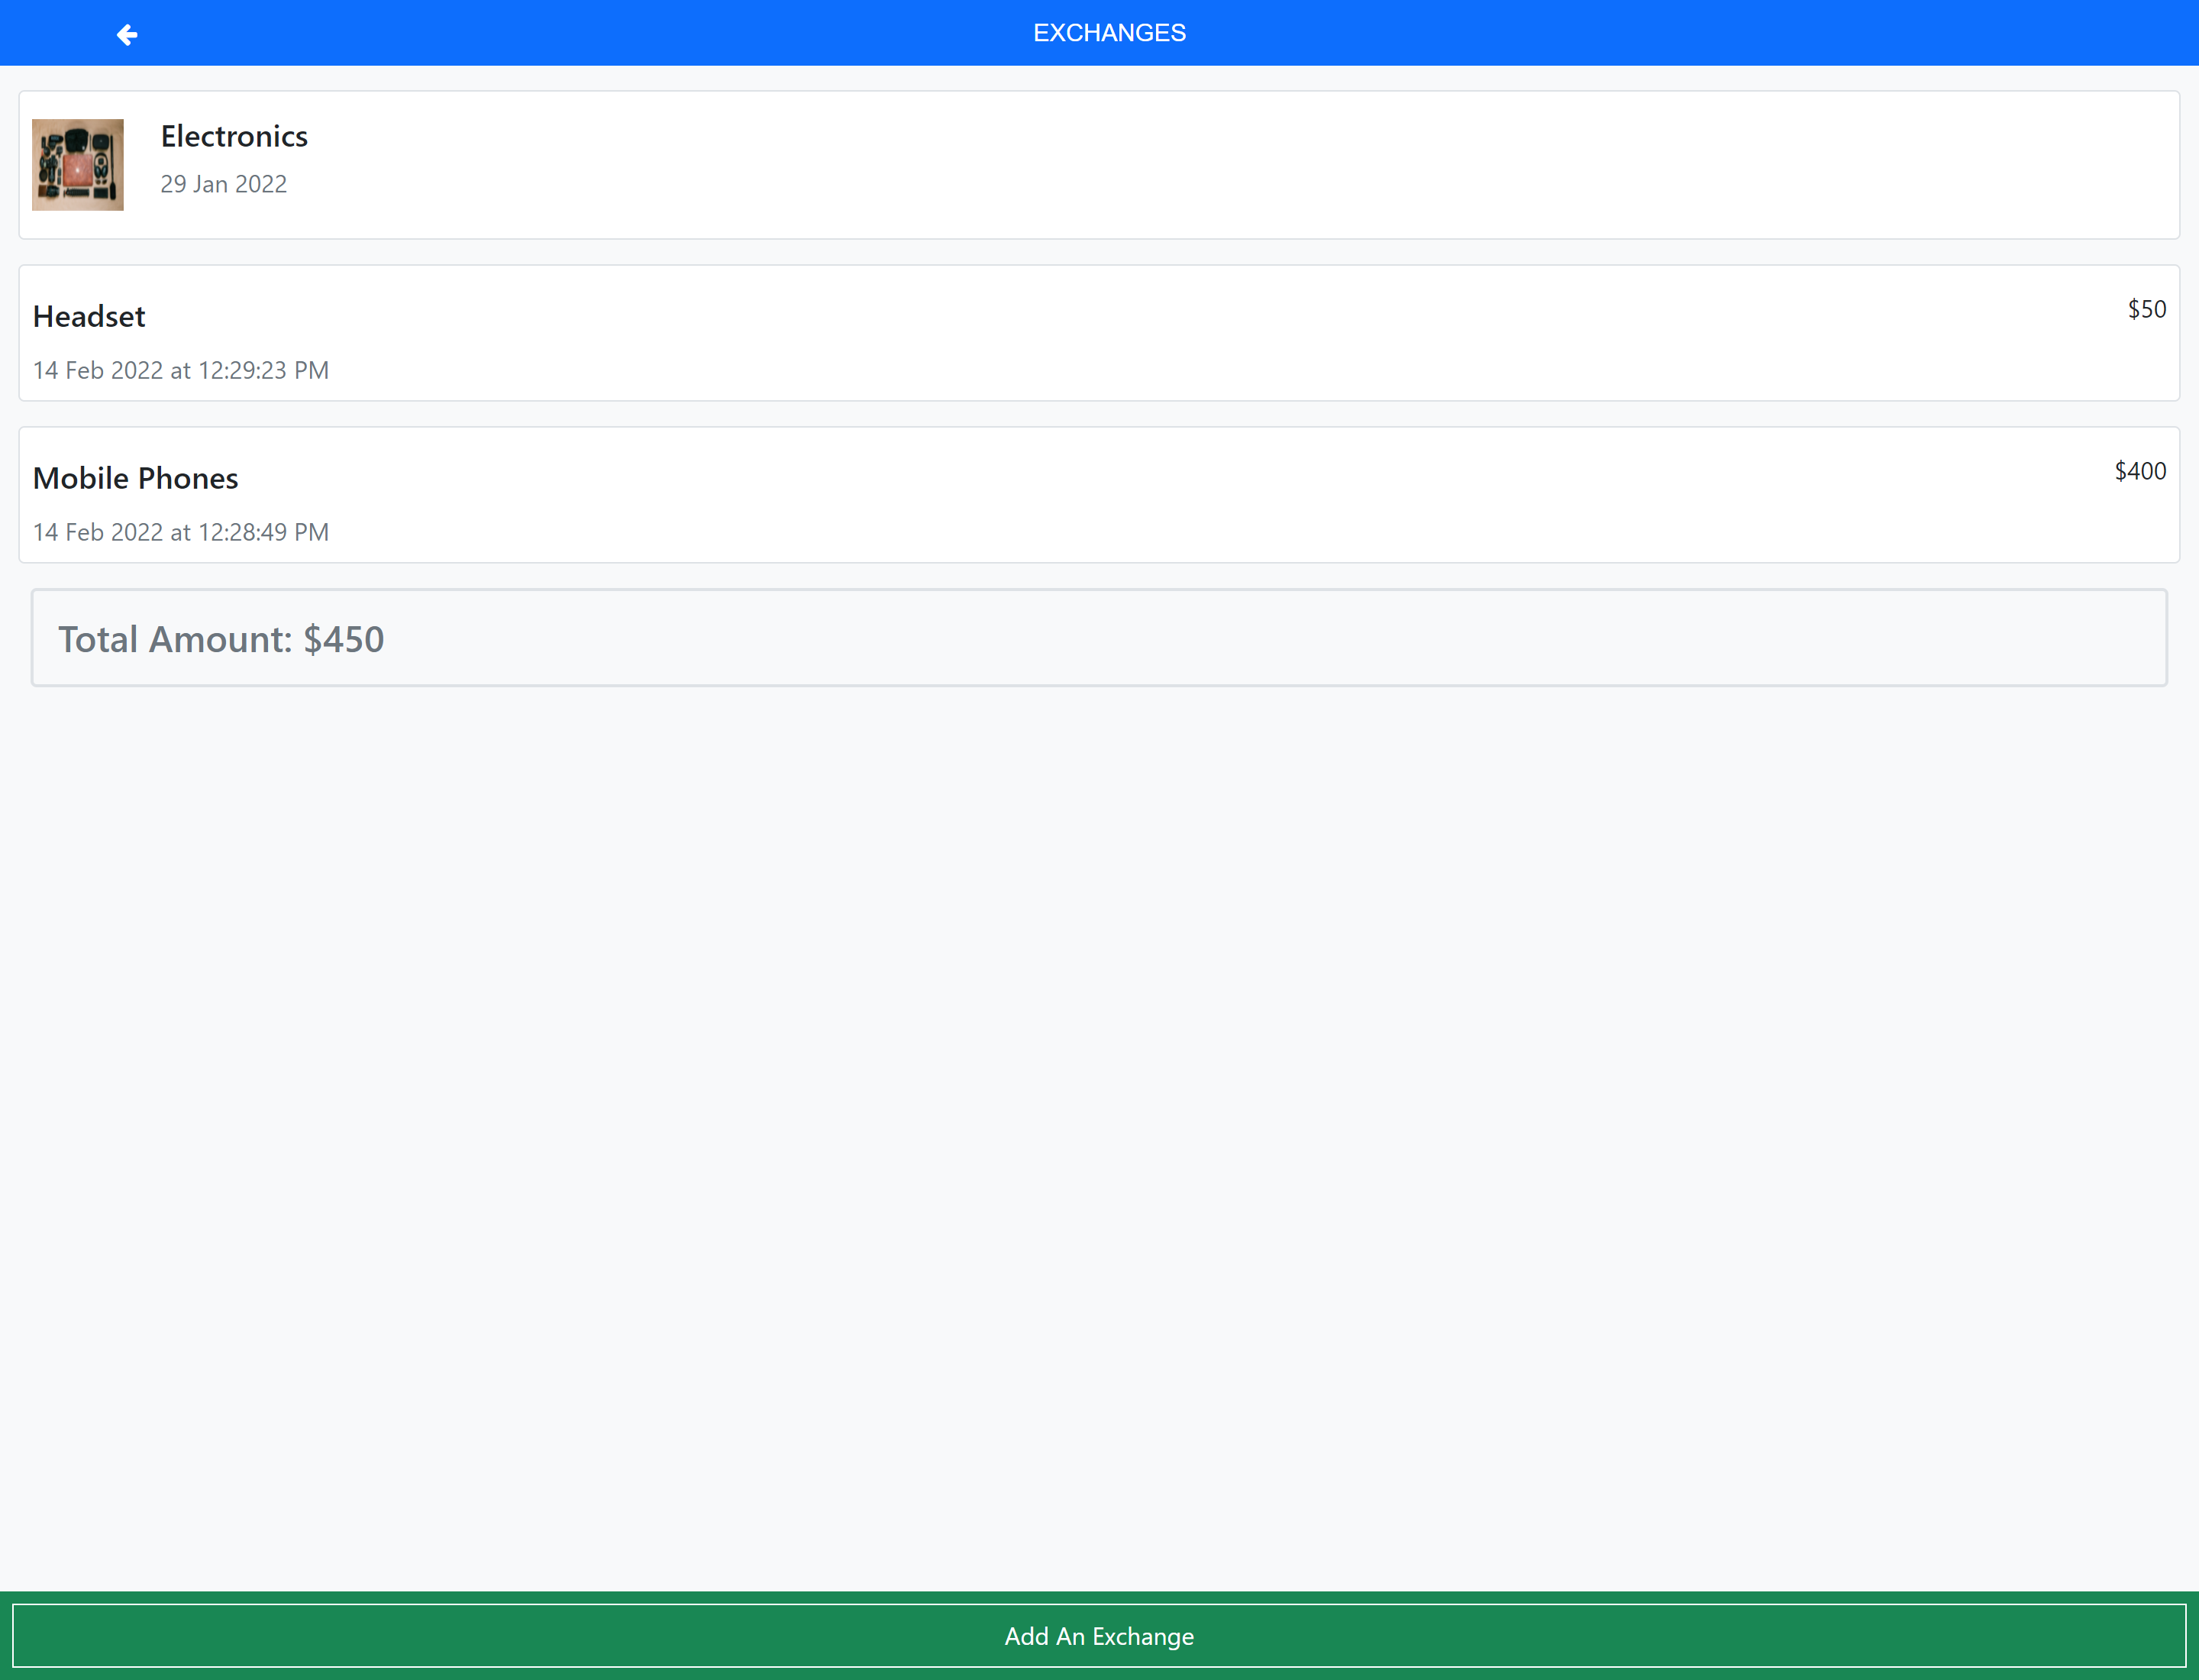 EXCHANGES
Electronics
29 Jan 2022
Headset
$50
14 Feb 2022 at 12:29:23 PM
Mobile Phones
$400
14 Feb 2022 at 12:28:49 PM
Total Amount: $450
Add An Exchange